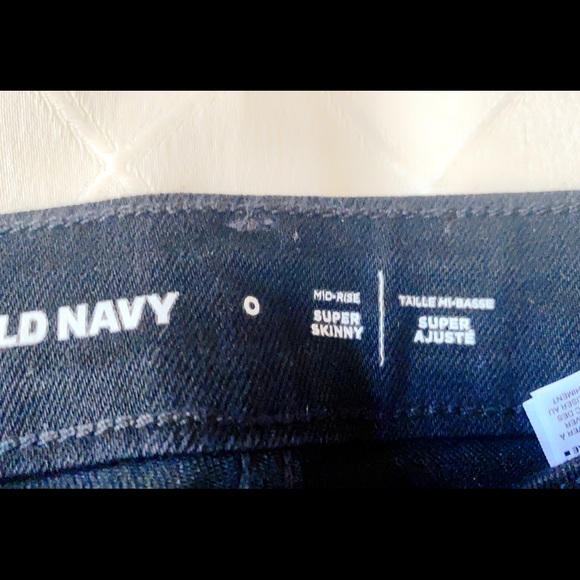 LD NAVY
0
MID-RISE
SUPER
SKINNY
TAILLE MI-BASSE
SUPER
AJUSTÉ